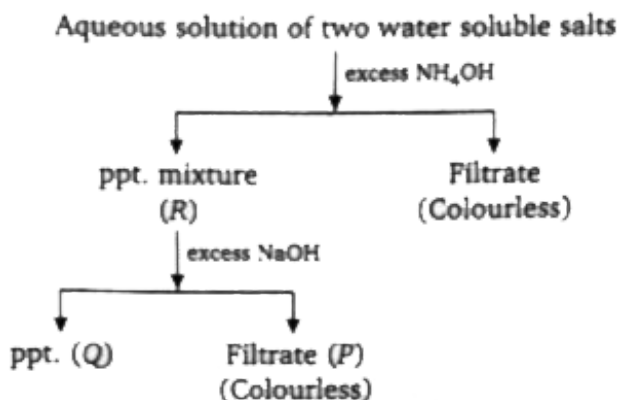 Aqueous solution of two water soluble salts
excess NH₄OH
ppt. mixture
(R)
Filtrate
(Colourless)
excess NaOH
ppt. (Q)
Filtrate (P)
(Colourless)